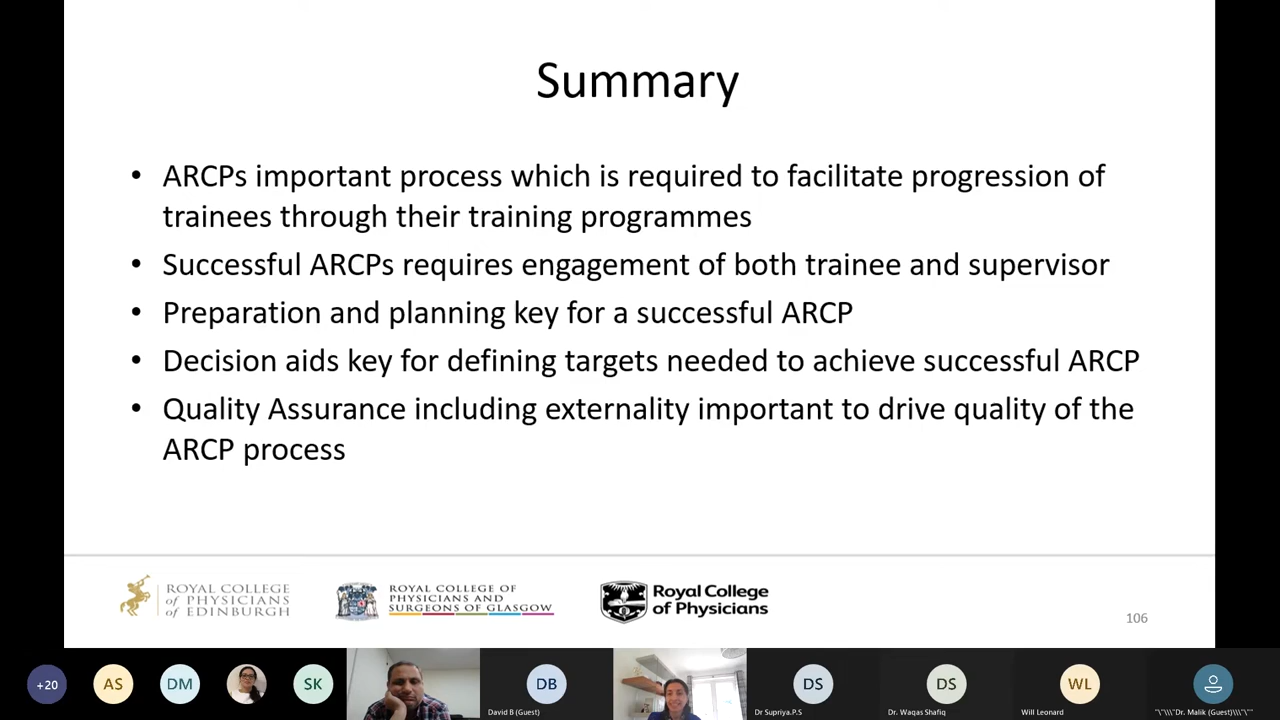 Summary
• ARCPs important process which is required to facilitate progression of
trainees through their training programmes
• Successful ARCPs requires engagement of both trainee and supervisor
• Preparation and planning key for a successful ARCP
• Decision aids key for defining targets needed to achieve successful ARCP
• Quality Assurance including externality important to drive quality of the
ARCP process
ROYAL COLLEGE
of PHYSICIANS
of EDINBURGH
ROYAL COLLEGE OF
PHYSICIANS AND
SURGEONS OF GLASGOW
Royal College
of Physicians
106
+20
AS
DM
SK
DB
David B (Guest)
DS
Dr Supriya.P.S
DS
Dr. Waqas Shafiq
WL
Will Leonard
"\"\\\"Dr. Malik (Guest)\\\"\""